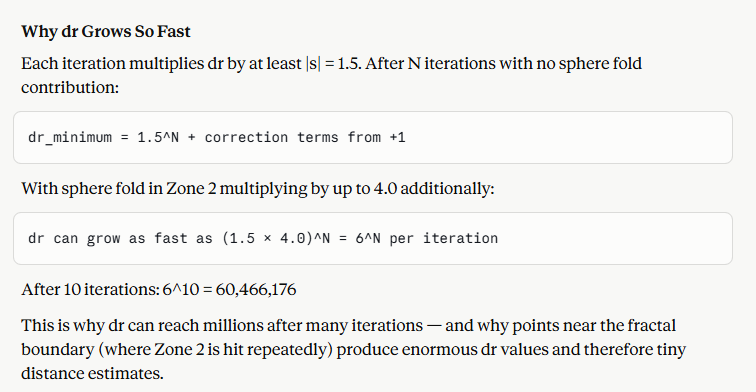 Why dr Grows So Fast
Each iteration multiplies dr by at least |s| = 1.5. After N iterations with no sphere fold
contribution:
dr_minimum = 1.5^N + correction terms from +1
With sphere fold in Zone 2 multiplying by up to 4.0 additionally:
dr can grow as fast as (1.5 × 4.0)^N = 6^N per iteration
After 10 iterations: 6^10 = 60,466,176
This is why dr can reach millions after many iterations — and why points near the fractal
boundary (where Zone 2 is hit repeatedly) produce enormous dr values and therefore tiny
distance estimates.